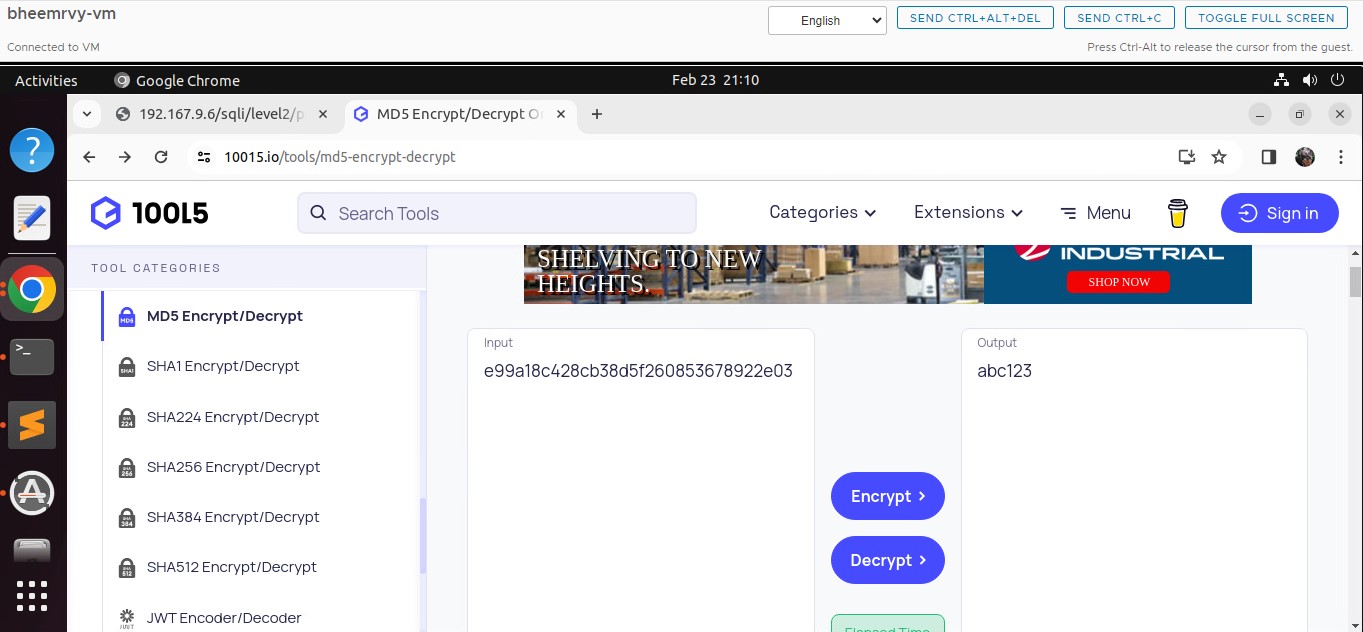 bheemrvy-vm
English
SEND CTRL+ALT+DEL
SEND CTRL+C
TOGGLE FULL SCREEN
Connected to VM
Press Ctrl-Alt to release the cursor from the guest.
Activities
Google Chrome
Feb 23 21:10
192.167.9.6/sqli/level2/p
MD5 Encrypt/Decrypt O
10015.io/tools/md5-encrypt-decrypt
10015
Search Tools
Categories
Extensions
Menu
Sign in
TOOL CATEGORIES
SHELVING TO NEW
HEIGHTS.
INDUSTRIAL
SHOP NOW
MD5 Encrypt/Decrypt
SHA1 Encrypt/Decrypt
SHA224 Encrypt/Decrypt
SHA256 Encrypt/Decrypt
SHA384 Encrypt/Decrypt
SHA512 Encrypt/Decrypt
JWT Encoder/Decoder
Input
e99a18c428cb38d5f260853678922e03
Encrypt
Decrypt
Elapsed Time
Output
abc123